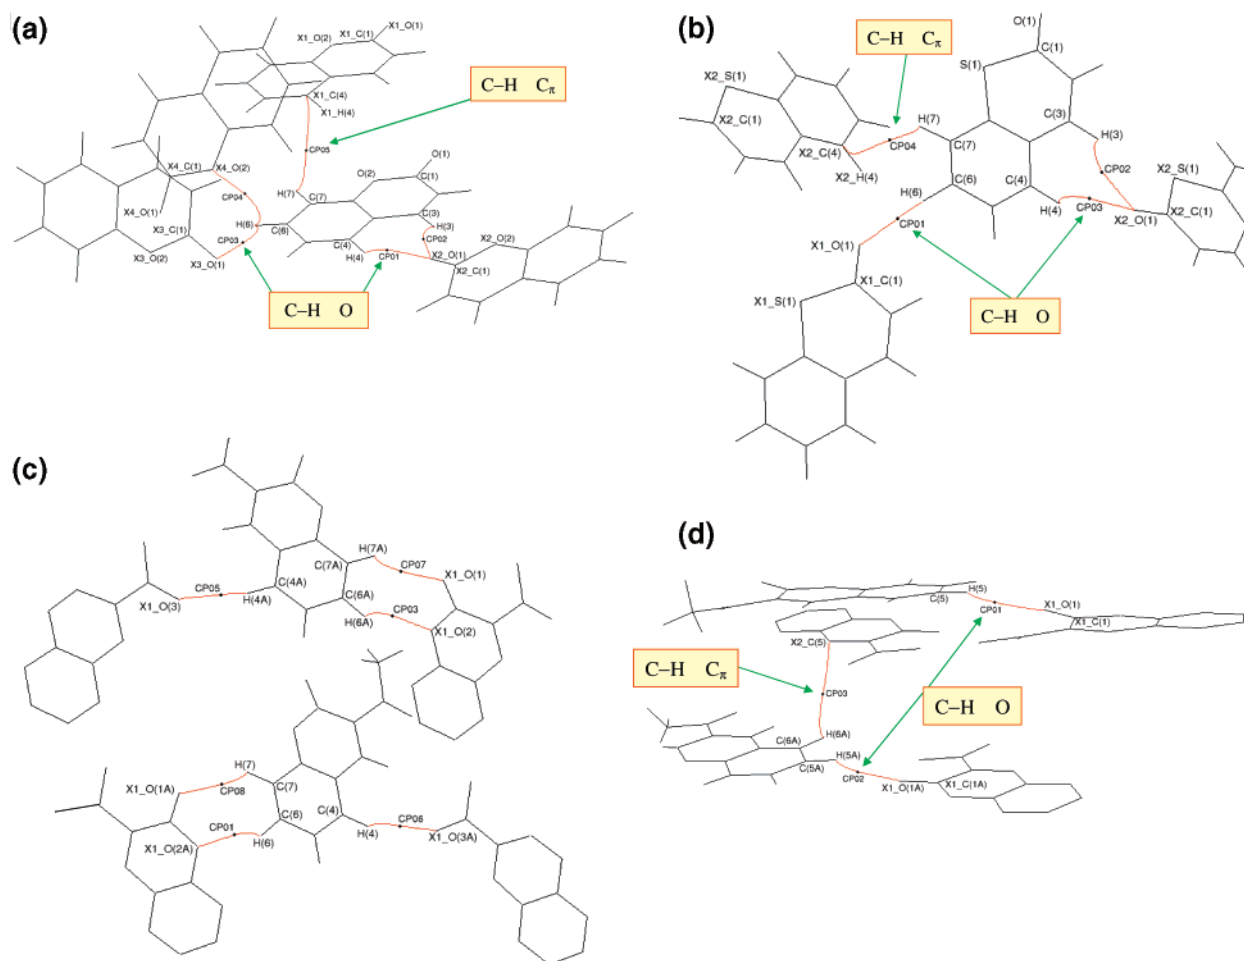 (a)
X1_O(1)
X1_C(1)
X1_O(2)
C–H Cπ
X1_C(4)
X1_H(4)
CP05
X4_C(1)
X4_O(2)
O(1)
O(2)
C(1)
H(7)
C(7)
CP04
X4_O(1)
C(3)
H(3)
H(6)
C(6)
X3_C(1)
CP03
C(4)
CP02
X2_O(2)
H(4)
CP01
X2_O(1)
X3_O(2)
X3_O(1)
X2_C(1)
C–H O
(b)
O(1)
C–H Cπ
C(1)
S(1)
X2_S(1)
X2_C(1)
H(7)
C(3)
H(3)
C(7)
X2_C(4)
CP04
CP02
X2_S(1)
X2_H(4)
C(6)
C(4)
H(6)
H(4)
CP03
X2_O(1)
X2_C(1)
CP01
X1_O(1)
X1_C(1)
X1_S(1)
C–H O
(c)
H(7A)
CP07
C(7A)
X1_O(1)
CP05
C(4A)
X1_O(3)
H(4A)
C(6A)
CP03
H(6A)
X1_O(2)
H(7)
X1_O(1A)
CP08
C(7)
CP01
C(6)
C(4)
CP06
X1_O(2A)
H(6)
H(4)
X1_O(3A)
(d)
H(5)
C(5)
CP01
X1_O(1)
X1_C(1)
X2_C(5)
C–H Cπ
CP03
C–H O
H(6A)
C(6A)
H(5A)
C(5A)
CP02
X1_O(1A)
X1_C(1A)